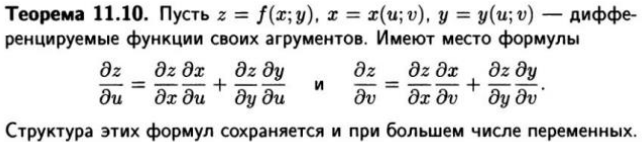 Теорема 11.10. Пусть z = f(x; y), x = x(u; v), y = y(u; v) — диффе-
ренцируемые функции своих агрументов. Имеют место формулы
∂z/∂u = ∂z/∂x ∂x/∂u + ∂z/∂y ∂y/∂u и ∂z/∂v = ∂z/∂x ∂x/∂v + ∂z/∂y ∂y/∂v.
Структура этих формул сохраняется и при большем числе переменных.